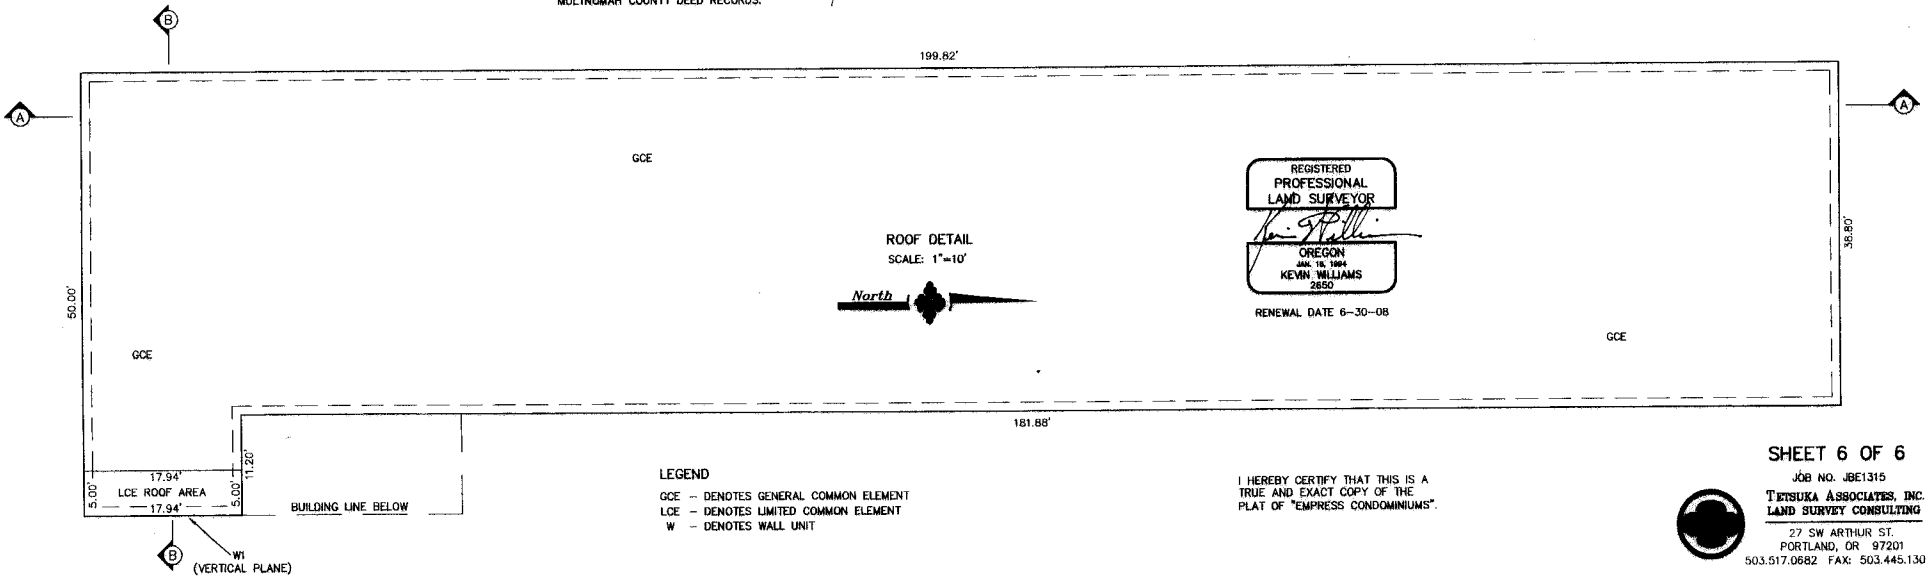 MULTNOMAH COUNTY DEED RECORDS.
B
199.82'
A
A
GCE
REGISTERED
PROFESSIONAL
LAND SURVEYOR
OREGON
JAN. 18, 1994
KEVIN WILLIAMS
2650
RENEWAL DATE 6-30-08
38.80'
ROOF DETAIL
SCALE: 1"=10'
North
50.00'
GCE
GCE
181.88'
11.20'
17.94'
5.00'
LCE ROOF AREA
5.00'
17.94'
BUILDING LINE BELOW
B
W1
(VERTICAL PLANE)
LEGEND
GCE - DENOTES GENERAL COMMON ELEMENT
LCE - DENOTES LIMITED COMMON ELEMENT
W - DENOTES WALL UNIT
I HEREBY CERTIFY THAT THIS IS A
TRUE AND EXACT COPY OF THE
PLAT OF "EMPRESS CONDOMINIUMS".
SHEET 6 OF 6
JOB NO. JBE1315
TETSUKA ASSOCIATES, INC.
LAND SURVEY CONSULTING
27 SW ARTHUR ST.
PORTLAND, OR 97201
503.517.0682 FAX: 503.445.130